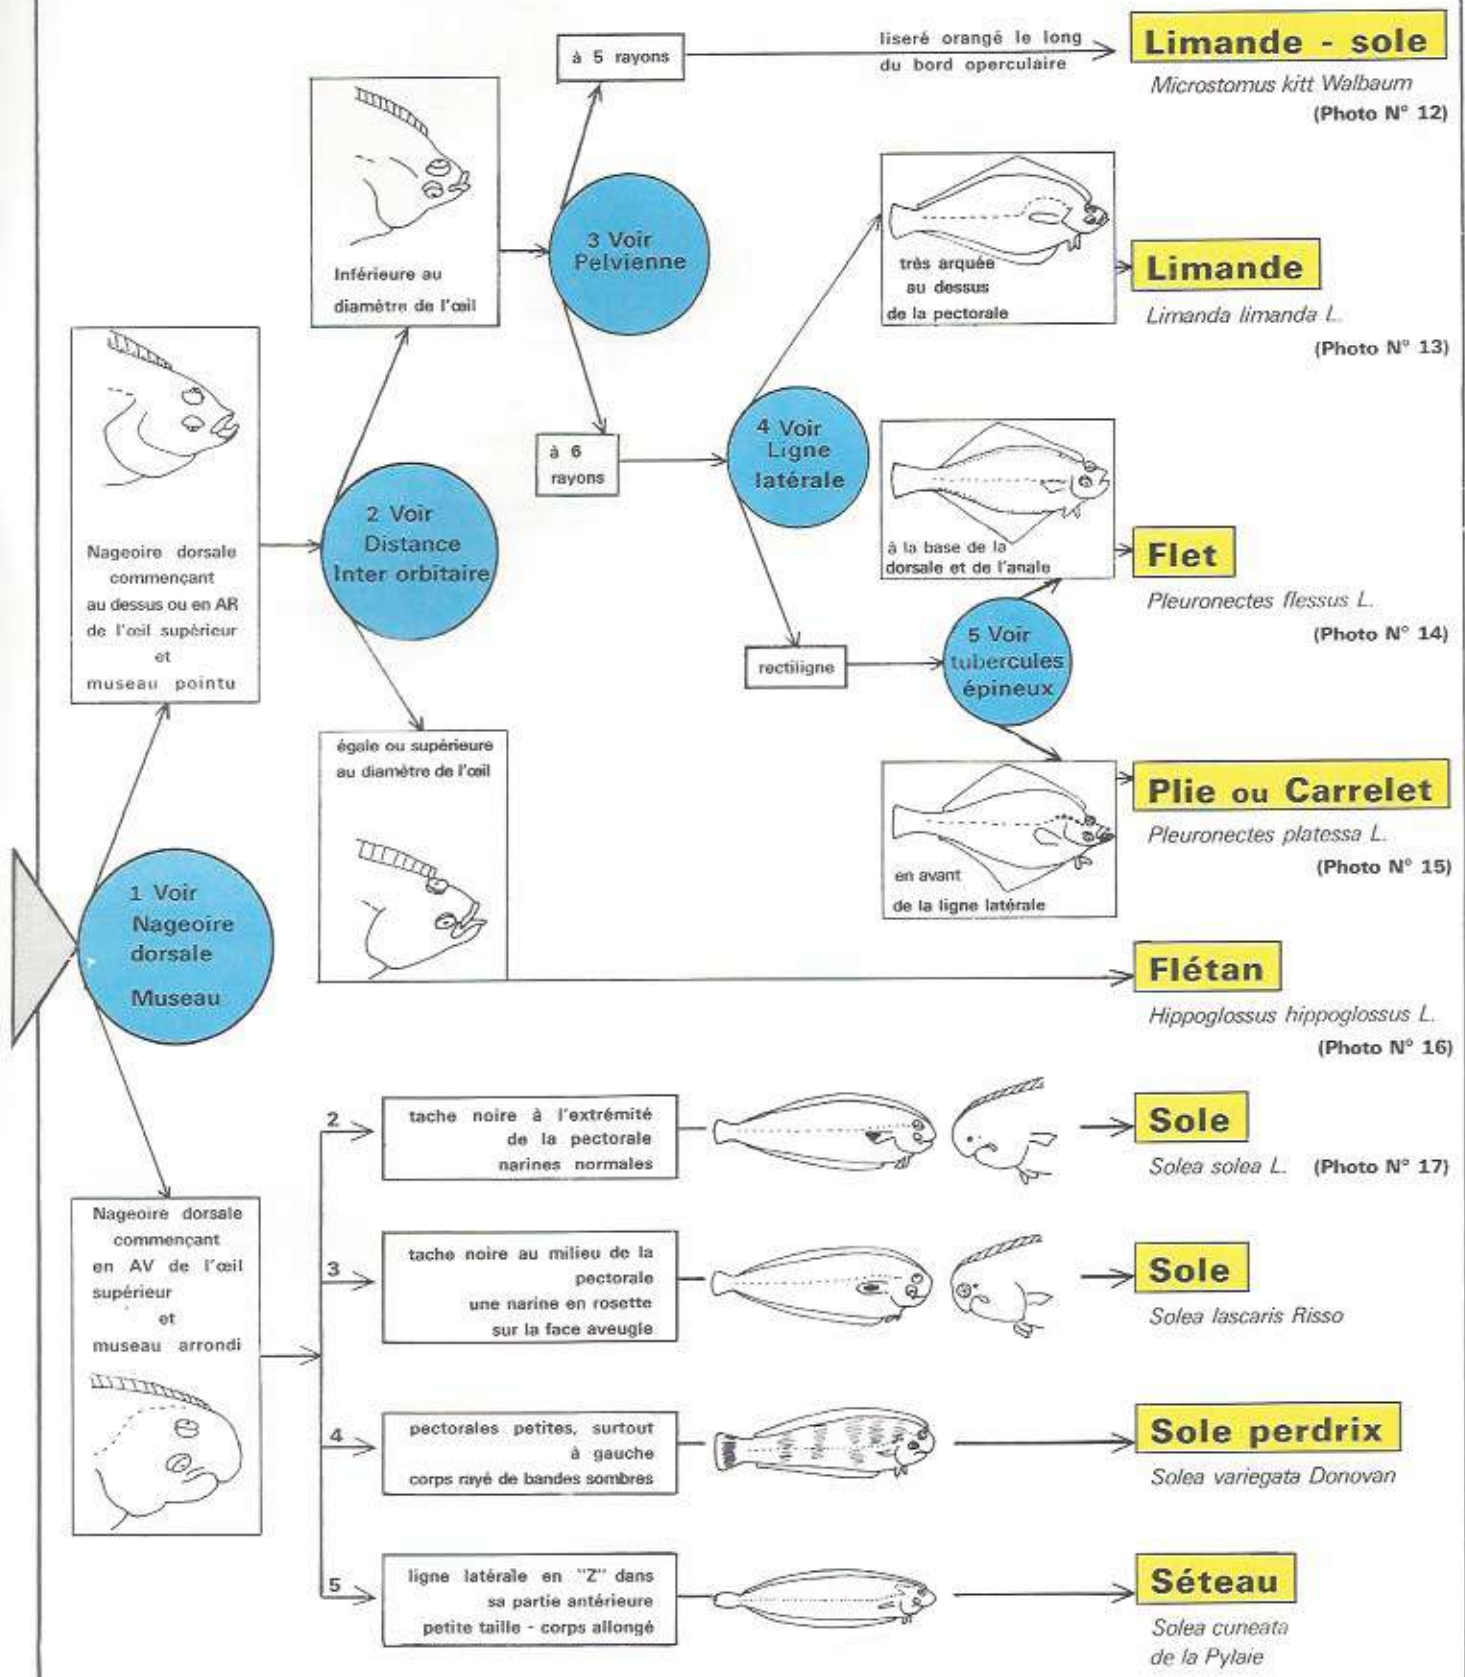 à 5 rayons
liseré orangé le long
du bord operculaire
Limande - sole
Microstomus kitt Walbaum
(Photo N° 12)
Inférieure au
diamètre de l'œil
3 Voir
Pelvienne
très arquée
au dessus
de la pectorale
Limande
Limanda limanda L.
(Photo N° 13)
à 6
rayons
4 Voir
Ligne
latérale
Nageoire dorsale
commençant
au dessus ou en AR
de l'œil supérieur
et
museau pointu
2 Voir
Distance
Inter orbitaire
à la base de la
dorsale et de l'anale
Flet
Pleuronectes flessus L.
(Photo N° 14)
rectiligne
5 Voir
tubercules
épineux
égale ou supérieure
au diamètre de l'œil
en avant
de la ligne latérale
Plie ou Carrelet
Pleuronectes platessa L.
(Photo N° 15)
1 Voir
Nageoire
dorsale
Museau
Flétan
Hippoglossus hippoglossus L.
(Photo N° 16)
Nageoire dorsale
commençant
en AV de l'œil
supérieur
et
museau arrondi
2
tache noire à l'extrémité
de la pectorale
narines normales
Sole
Solea solea L. (Photo N° 17)
3
tache noire au milieu de la
pectorale
une narine en rosette
sur la face aveugle
Sole
Solea lascaris Risso
4
pectorales petites, surtout
à gauche
corps rayé de bandes sombres
Sole perdrix
Solea variegata Donovan
5
ligne latérale en "Z" dans
sa partie antérieure
petite taille - corps allongé
Séteau
Solea cuneata
de la Pylaie